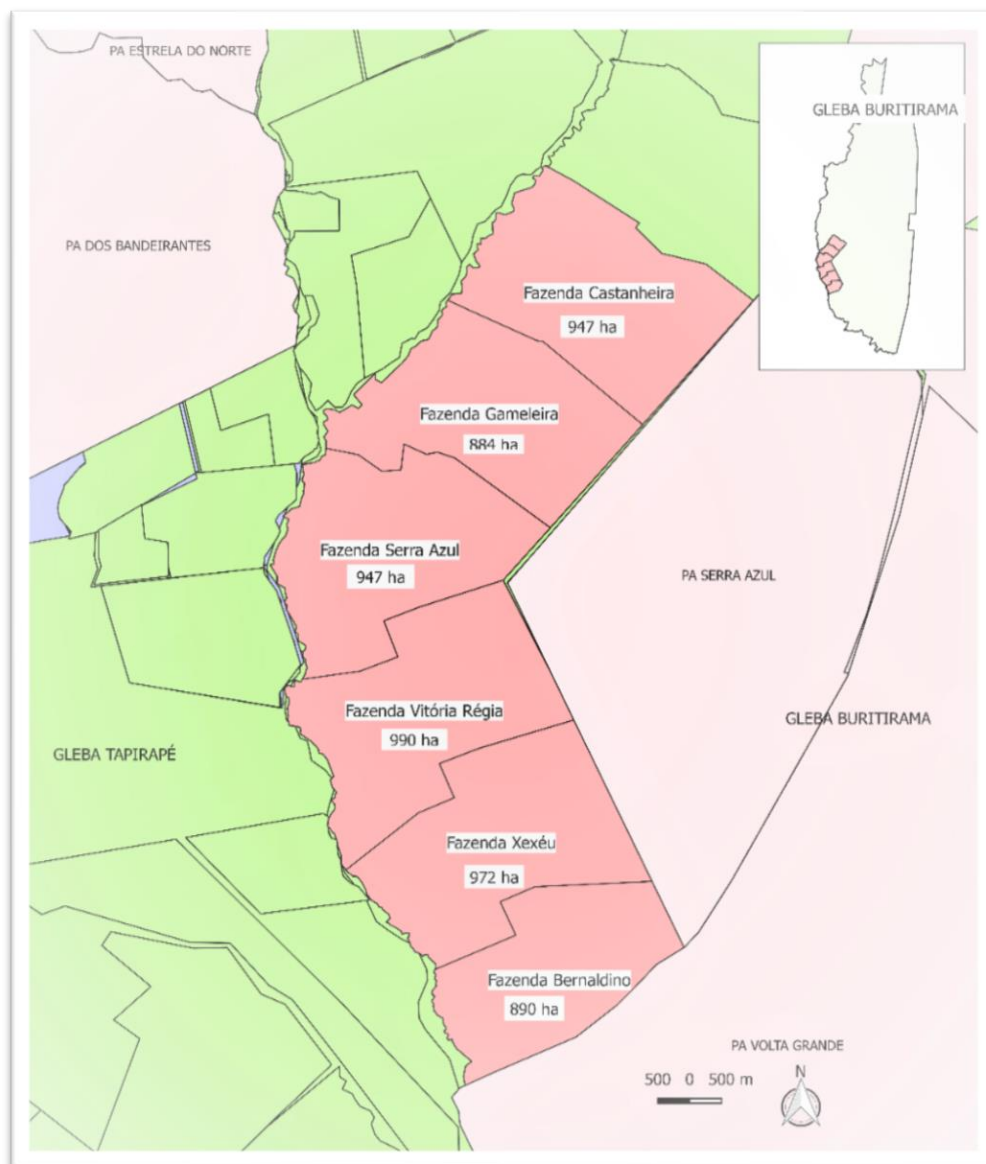 PA ESTRELA DO NORTE
GLEBA BURITIRAMA
PA DOS BANDEIRANTES
Fazenda Castanheira
947 ha
Fazenda Gameleira
884 ha
Fazenda Serra Azul
947 ha
PA SERRA AZUL
Fazenda Vitória Régia
990 ha
GLEBA BURITIRAMA
GLEBA TAPIRAPÉ
Fazenda Xexéu
972 ha
Fazenda Bernaldino
890 ha
PA VOLTA GRANDE
500 0 500 m
N